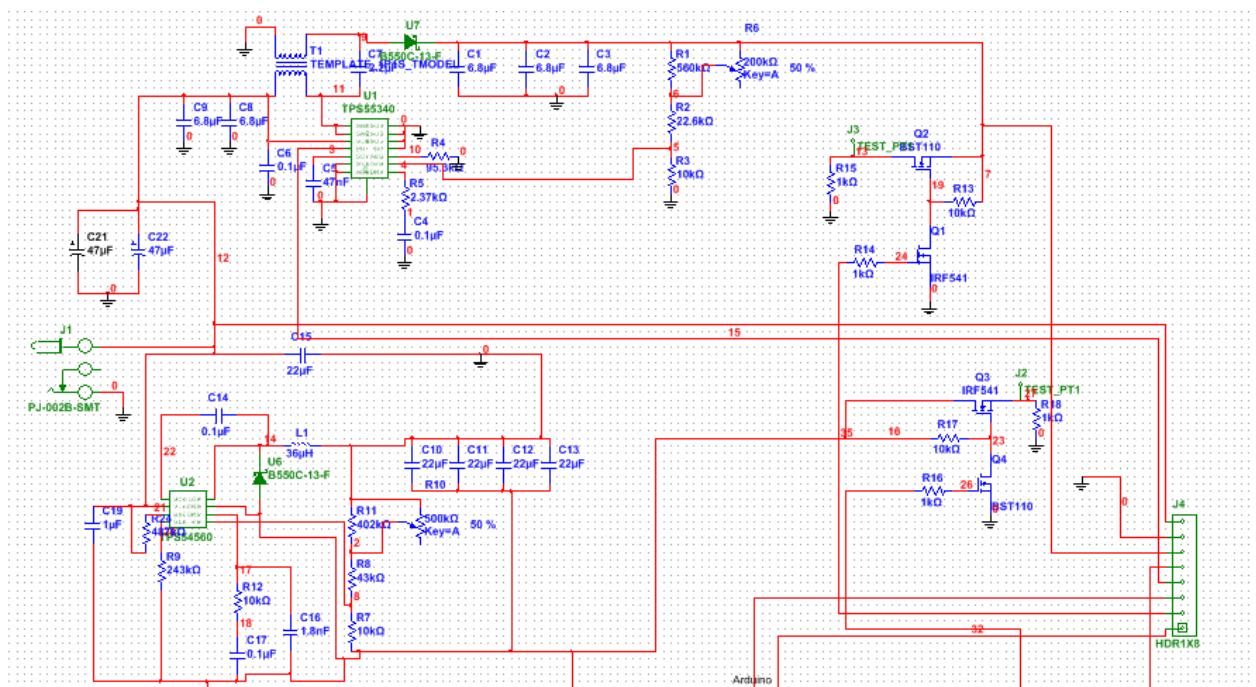 0
U7
9
R6
T1
C7
B550C-13-F
C1
C2
C3
R1
200kΩ
2.2µF
6.8µF
6.8µF
6.8µF
560kΩ
Key=A
50 %
11
U1
0
6
TPS55340
C9
C8
R2
6.8µF
6.8µF
22.6kΩ
0
0
0
J3
Q2
R4
10
5
BST110
3
C6
0.1µF
C5
47nF
0
4
13
R15
1kΩ
R3
10kΩ
7
R5
2.37kΩ
19
R13
10kΩ
0
0
0
1
C4
0.1µF
0
Q1
C21
47µF
C22
47µF
R14
1kΩ
24
12
IRF541
0
0
J1
15
C15
22µF
0
0
PJ-002B-SMT
J2
Q3
IRF541
TEST_PT1
R18
1kΩ
C14
0.1µF
14
L1
36µH
22
35
16
R17
10kΩ
23
0
C10
C11
C12
C13
22µF
22µF
22µF
22µF
U6
B550C-13-F
Q4
U2
R10
R16
1kΩ
26
BST110
0
0
J4
C19
1µF
21
R11
402kΩ
500kΩ
Key=A
50 %
TPS54560
2
R9
243kΩ
R8
43kΩ
17
R12
10kΩ
8
18
C16
1.8nF
R7
10kΩ
C17
0.1µF
32
HDR1X8
Arduino